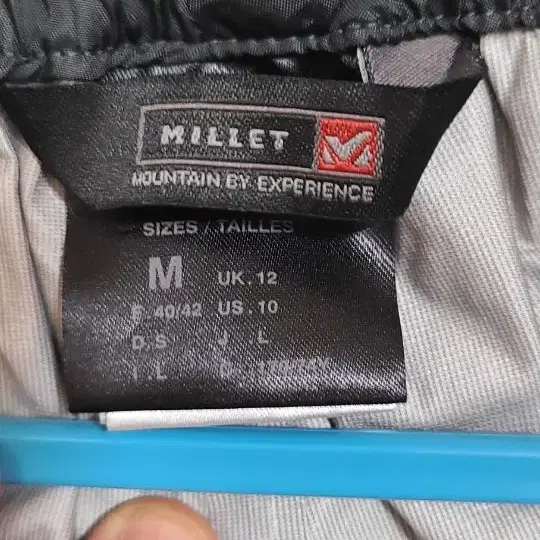 MILLET
MOUNTAIN BY EXPERIENCE
SIZES / TAILLES
M
UK. 12
E 40/42 US. 10
D. S J. L
I. L